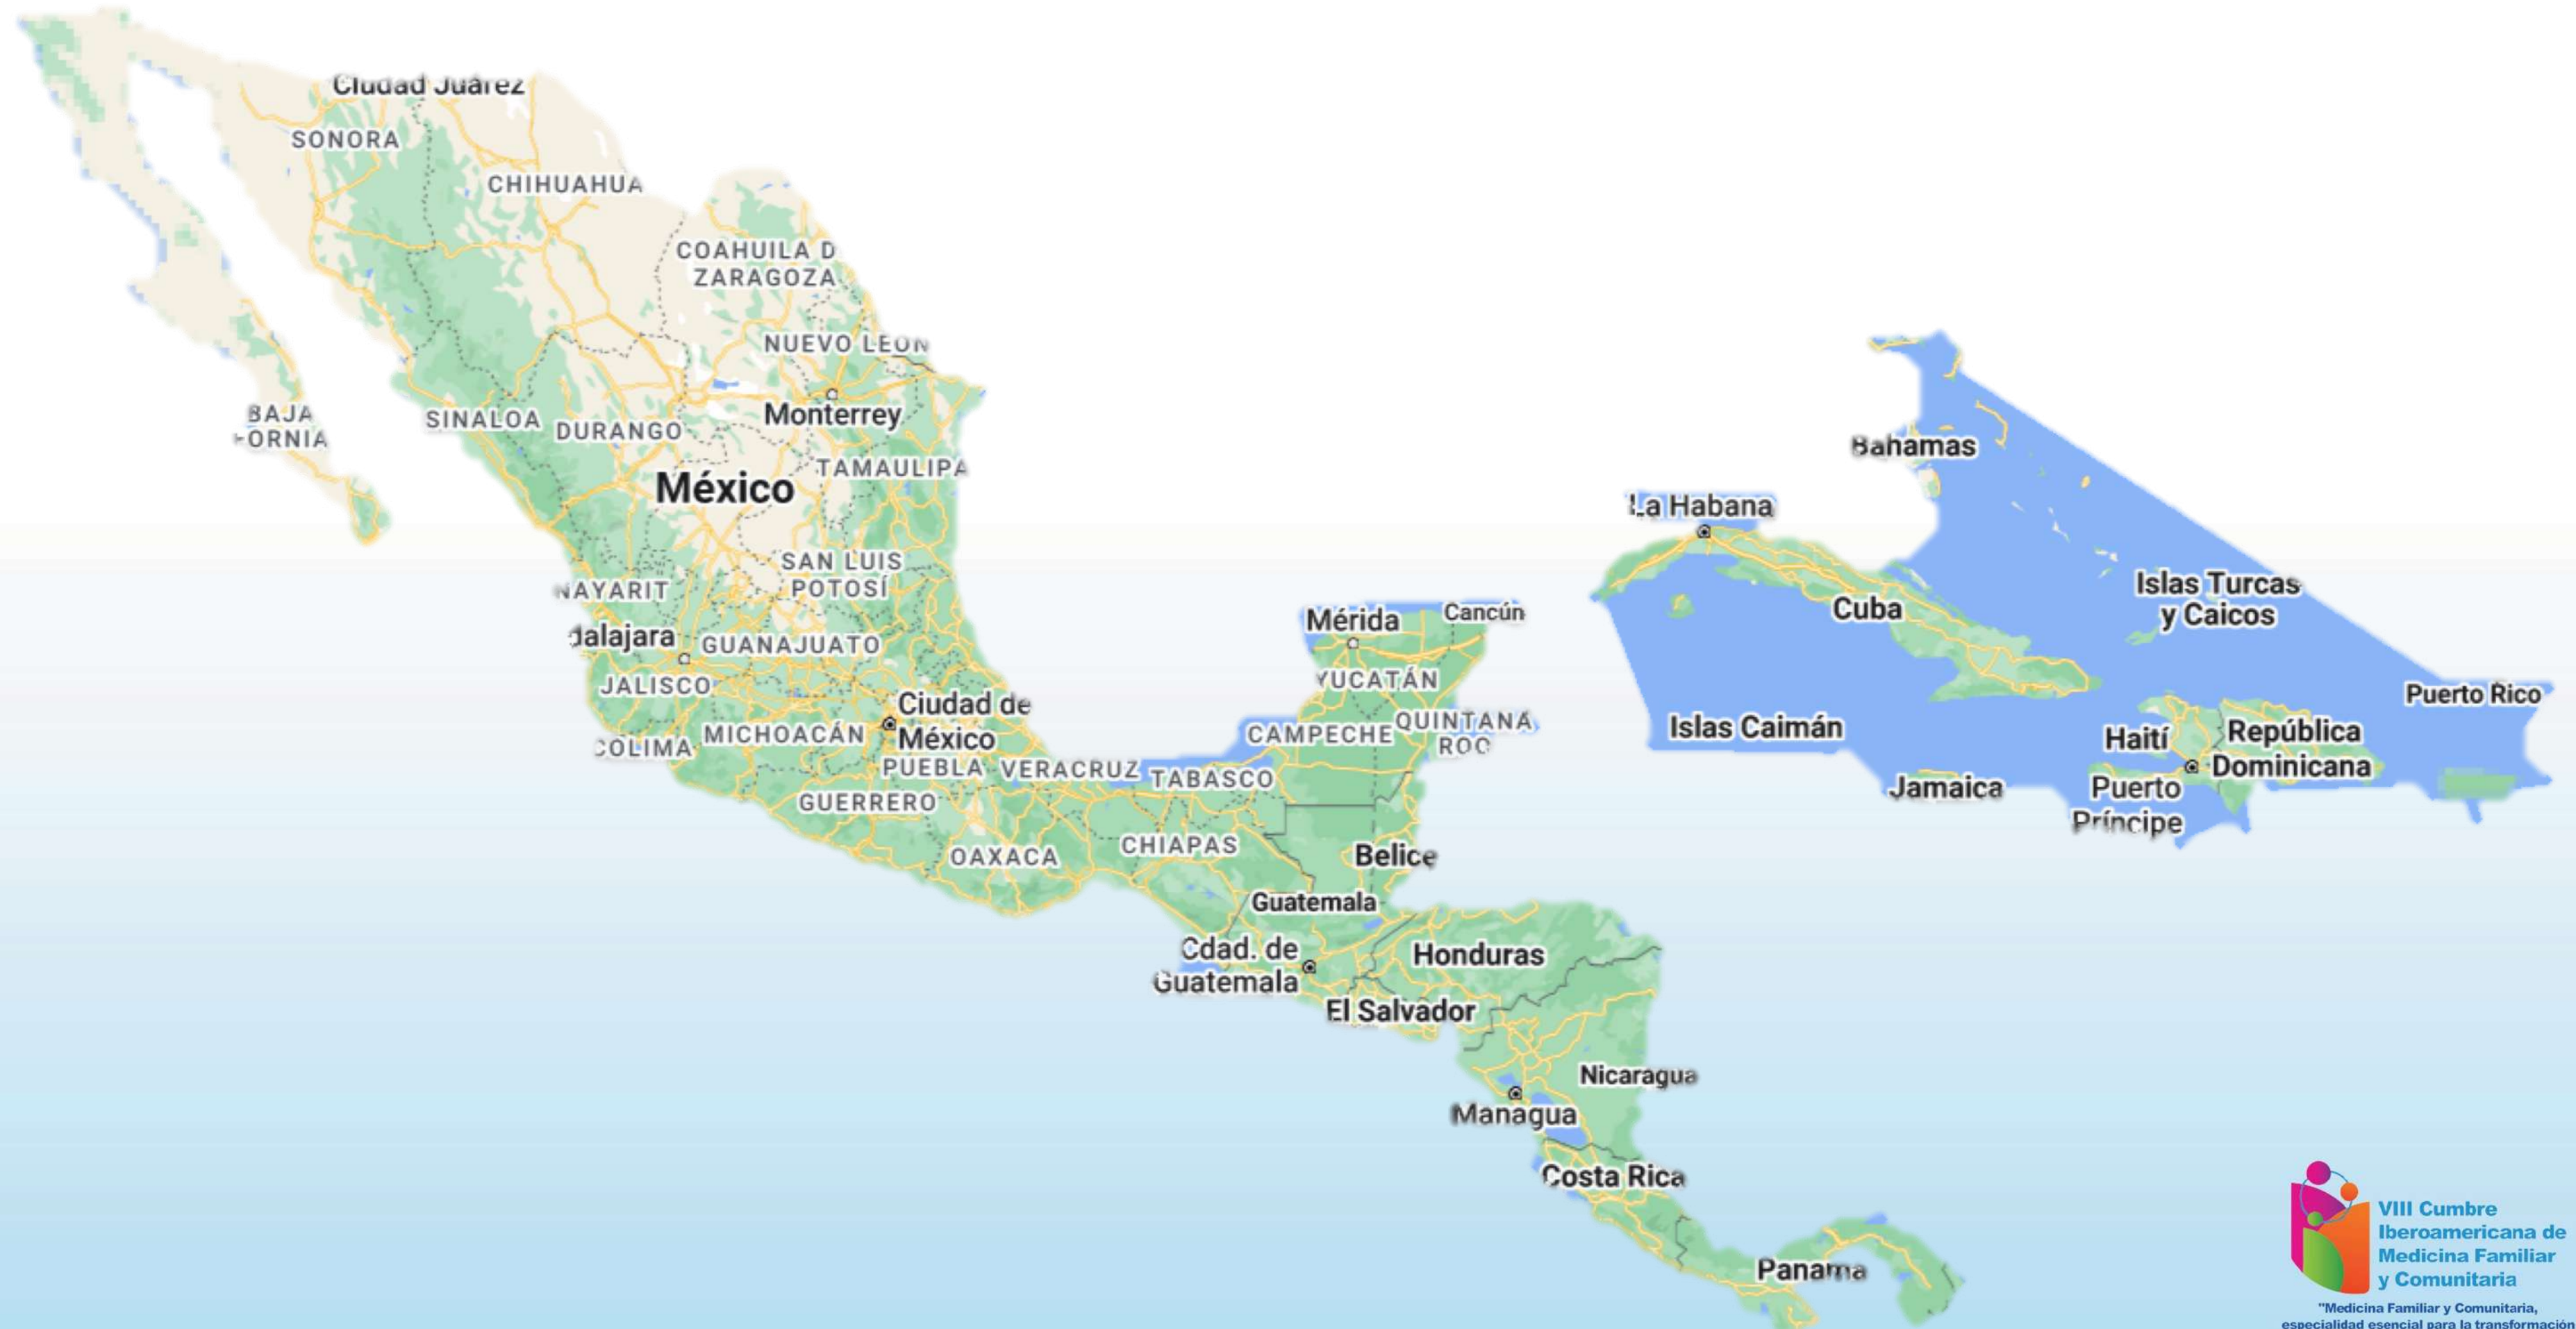 Ciudad Juárez
SONORA
CHIHUAHUA
COAHUILA D
ZARAGOZA
NUEVO LEON
Monterrey
BAJA
FORNIA
SINALOA
DURANGO
TAMAULIPA
México
SAN LUIS
POTOSÍ
NAYARIT
dalajara
GUANAJUATO
JALISCO
Ciudad de
México
COLIMA
MICHOACÁN
PUEBLA
VERACRUZ
TABASCO
GUERRERO
OAXACA
CHIAPAS
Mérida
Cancún
YUCATÁN
CAMPECHE
QUINTANA
ROO
Belice
Guatemala
Cdad. de
Guatemala
Honduras
El Salvador
Nicaragua
Managua
Costa Rica
Panama
Bahamas
La Habana
Cuba
Islas Turcas
y Caicos
Islas Caimán
Jamaica
Haití
Puerto
Príncipe
República
Dominicana
Puerto Rico
VIII Cumbre
Iberoamericana de
Medicina Familiar
y Comunitaria
"Medicina Familiar y Comunitaria,
especialidad esencial para la transformación